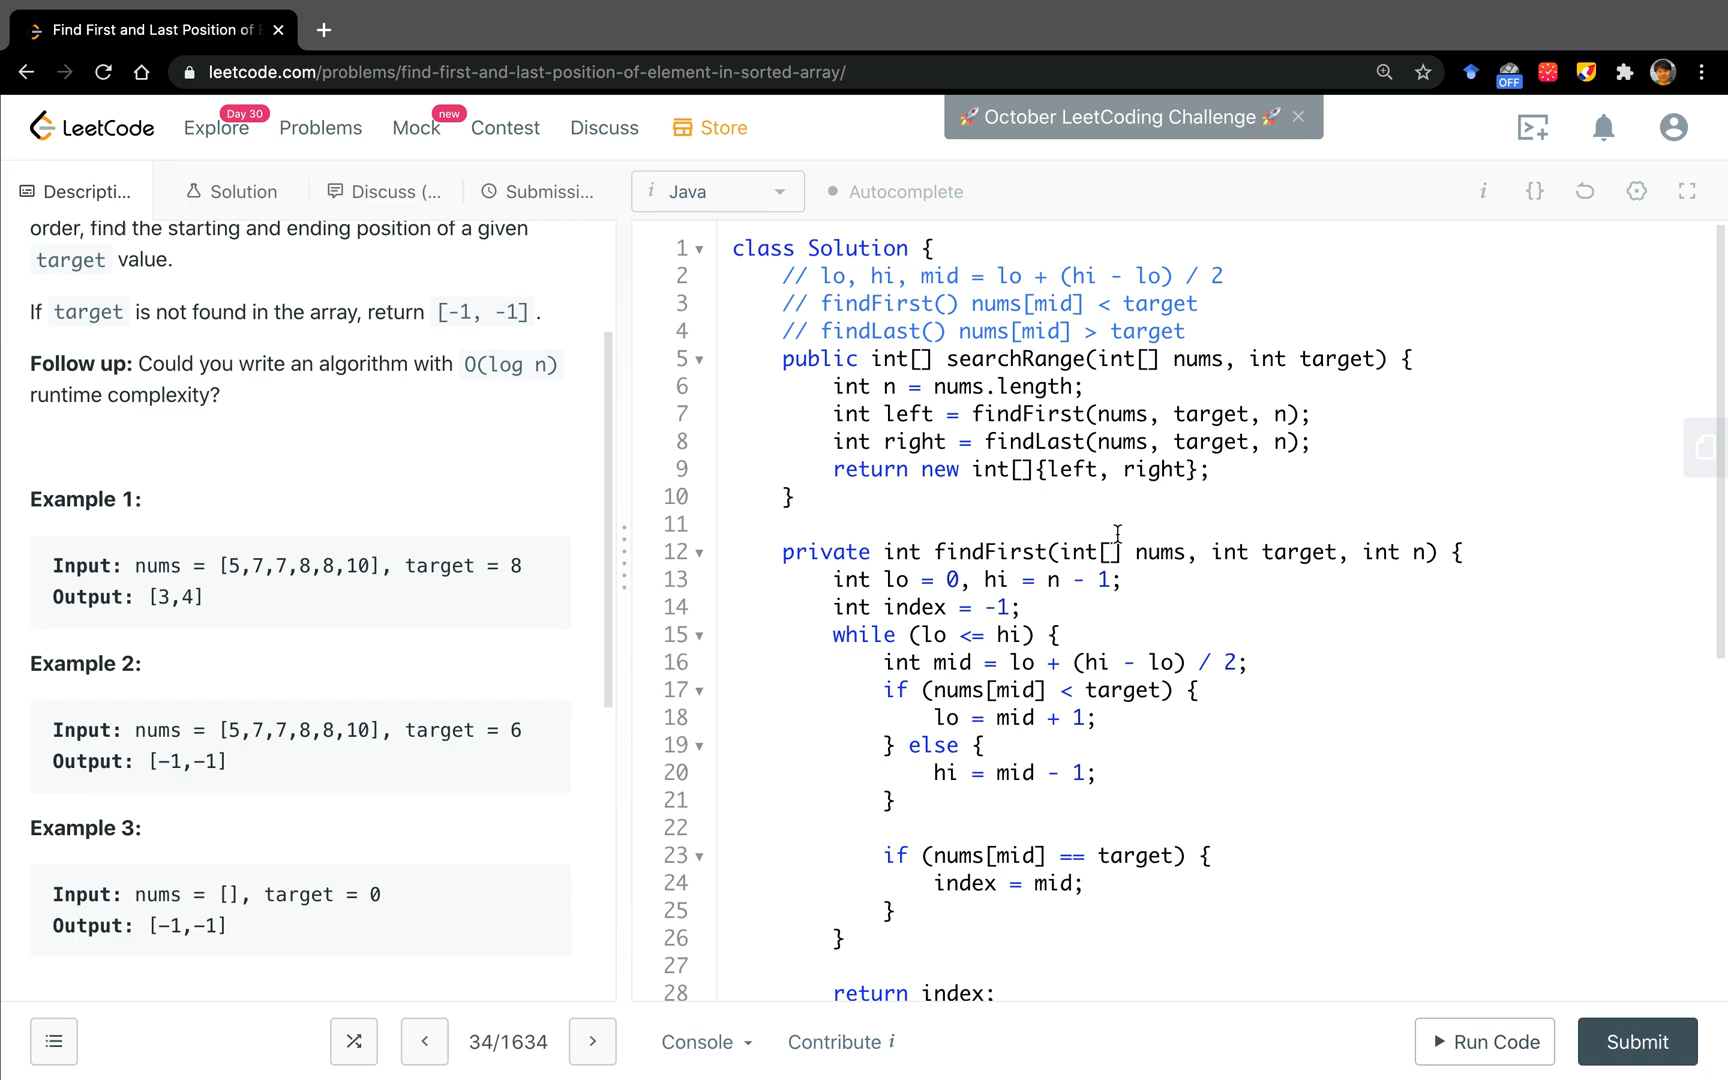 Find First and Last Position of E
leetcode.com/problems/find-first-and-last-position-of-element-in-sorted-array/
OFF
LeetCode
Explore
Day 30
Problems
Mock
new
Contest
Discuss
Store
🚀 October LeetCoding Challenge 🚀
Descripti...
Solution
Discuss (...
Submissi...
i Java
Autocomplete
i
{}
order, find the starting and ending position of a given
target value.
If target is not found in the array, return [-1, -1].
Follow up: Could you write an algorithm with O(log n)
runtime complexity?
Example 1:
Input: nums = [5,7,7,8,8,10], target = 8
Output: [3,4]
Example 2:
Input: nums = [5,7,7,8,8,10], target = 6
Output: [-1,-1]
Example 3:
Input: nums = [], target = 0
Output: [-1,-1]
1 class Solution {
2 // lo, hi, mid = lo + (hi - lo) / 2
3 // findFirst() nums[mid] < target
4 // findLast() nums[mid] > target
5 public int[] searchRange(int[] nums, int target) {
6 int n = nums.length;
7 int left = findFirst(nums, target, n);
8 int right = findLast(nums, target, n);
9 return new int[]{left, right};
10 }
11
12 private int findFirst(int[] nums, int target, int n) {
13 int lo = 0, hi = n - 1;
14 int index = -1;
15 while (lo <= hi) {
16 int mid = lo + (hi - lo) / 2;
17 if (nums[mid] < target) {
18 lo = mid + 1;
19 } else {
20 hi = mid - 1;
21 }
22
23 if (nums[mid] == target) {
24 index = mid;
25 }
26 }
27
28 return index;
34/1634
Console
Contribute i
Run Code
Submit